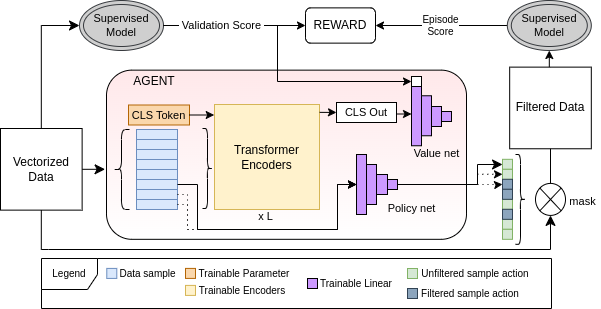 Supervised
Model
Validation Score
REWARD
Episode
Score
Supervised
Model
AGENT
CLS Token
CLS Out
Filtered Data
Vectorized
Data
Transformer
Encoders
Value net
x L
Policy net
mask
Legend
Data sample
Trainable Parameter
Trainable Encoders
Trainable Linear
Unfiltered sample action
Filtered sample action